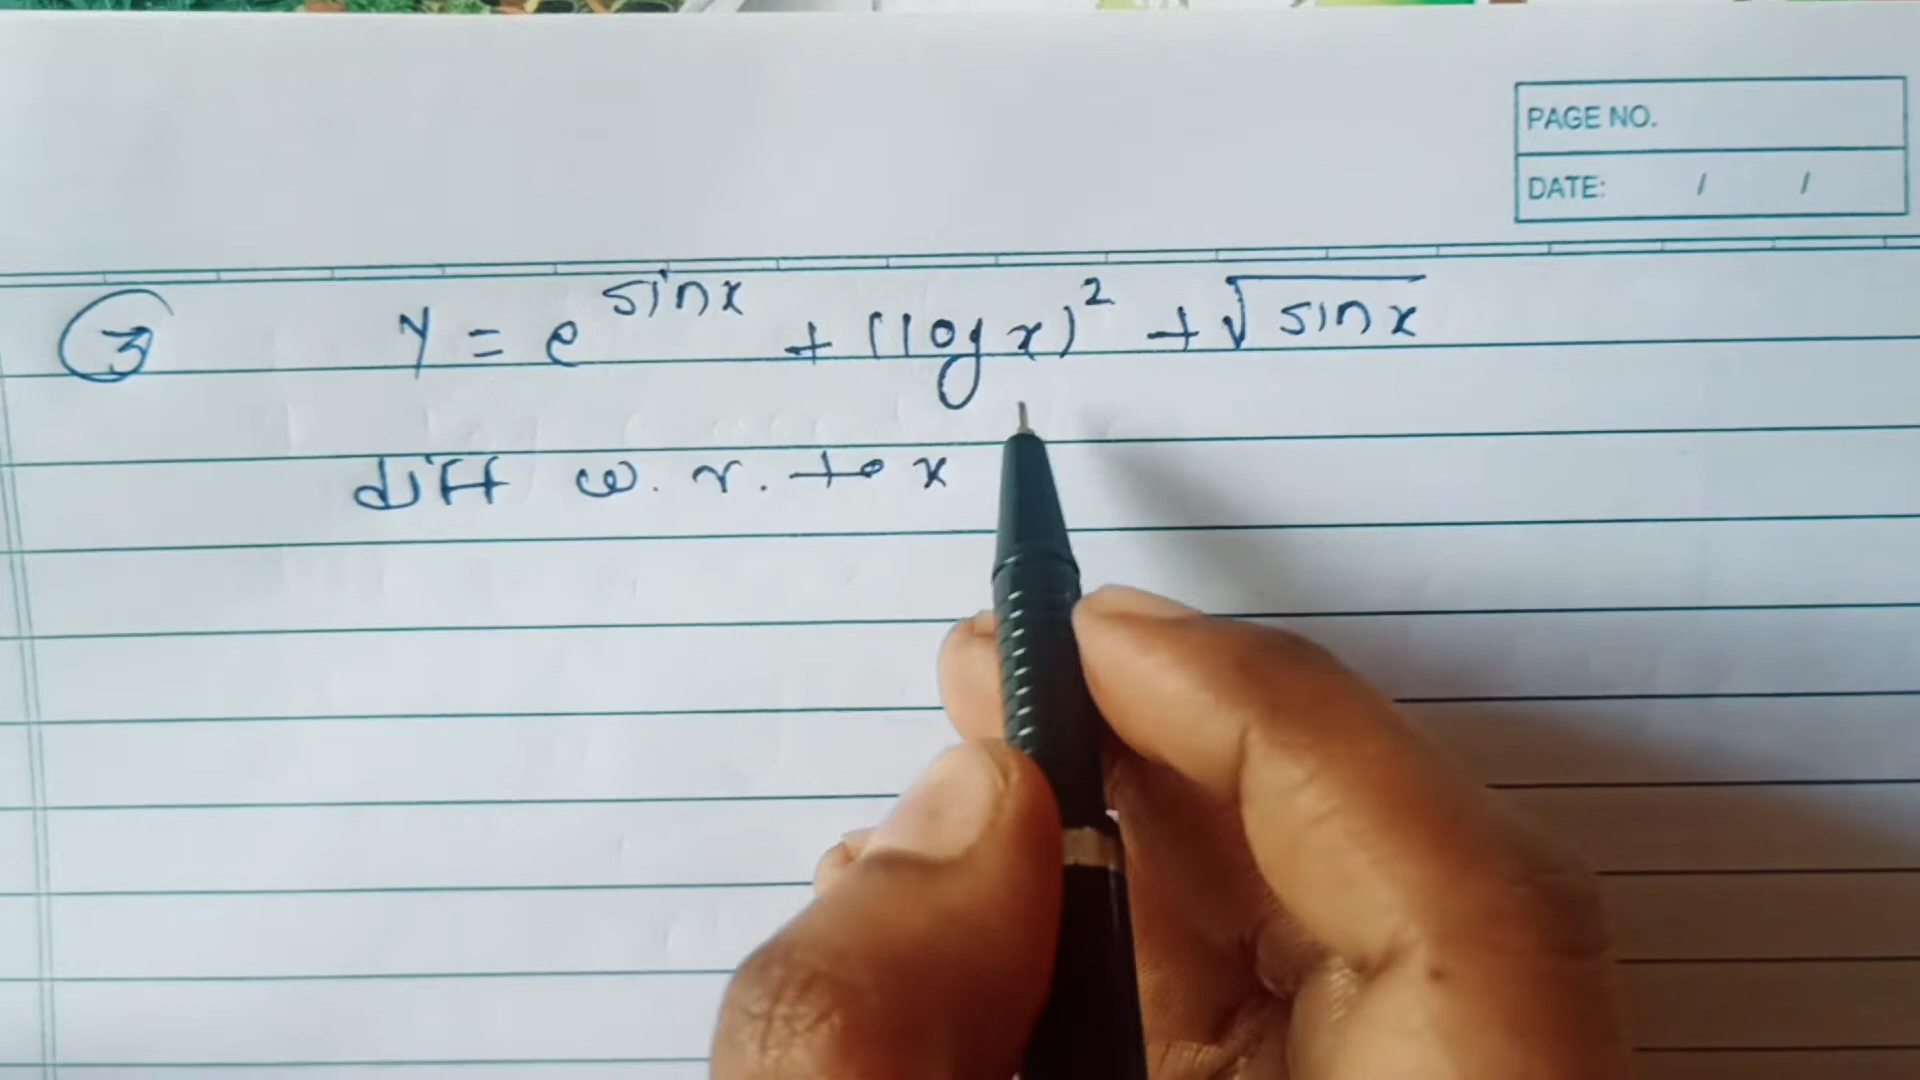 PAGE NO.
DATE: / /
③ y = e^{sinx} + (log x)² + √sinx
diff w. r. to x